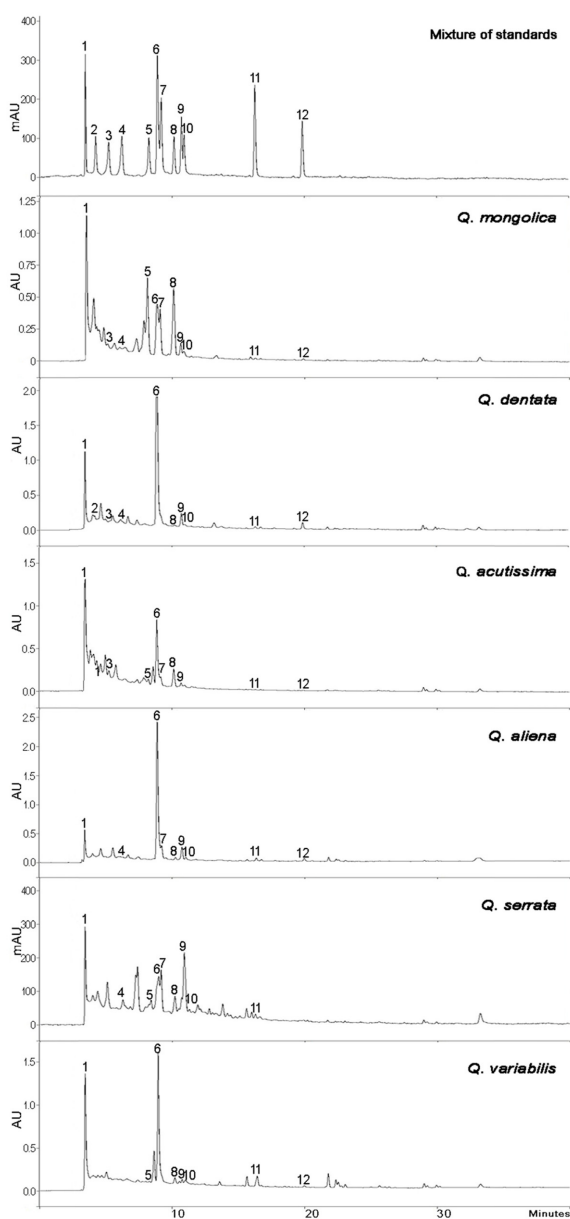 Mixture of standards
mAU
400
300
200
100
0
1 2 3 4 5 6 7 8 9 10 11 12
Q. mongolica
AU
1.25
1.00
0.75
0.50
0.25
0
1 3 4 5 6 7 8 9 10 11 12
Q. dentata
AU
2.0
1.5
1.0
0.5
0.0
1 2 3 4 6 8 9 10 11 12
Q. acutissima
AU
1.5
1.0
0.5
0.0
1 3 5 6 7 8 9 11 12
Q. aliena
AU
2.5
2.0
1.5
1.0
0.5
0.0
1 4 6 7 8 9 10 11 12
Q. serrata
mAU
400
300
200
100
0
1 4 5 6 7 8 9 10 11
Q. variabilis
AU
1.5
1.0
0.5
0.0
1 5 6 8 9 10 11 12
10 20 30 Minutes